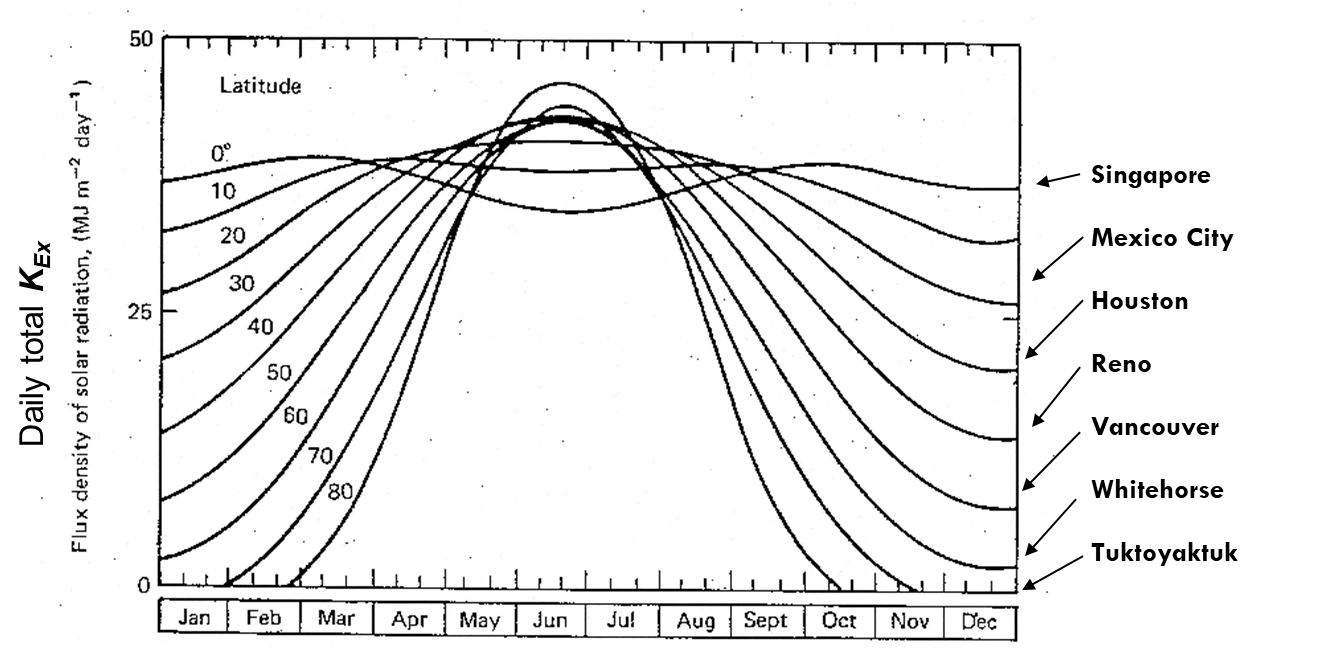 50
25
0
Daily total K_Ex
Flux density of solar radiation, (MJ m⁻² day⁻¹)
Latitude
0°
10
20
30
40
50
60
70
80
Singapore
Mexico City
Houston
Reno
Vancouver
Whitehorse
Tuktoyaktuk
Jan Feb Mar Apr May Jun Jul Aug Sept Oct Nov Dec